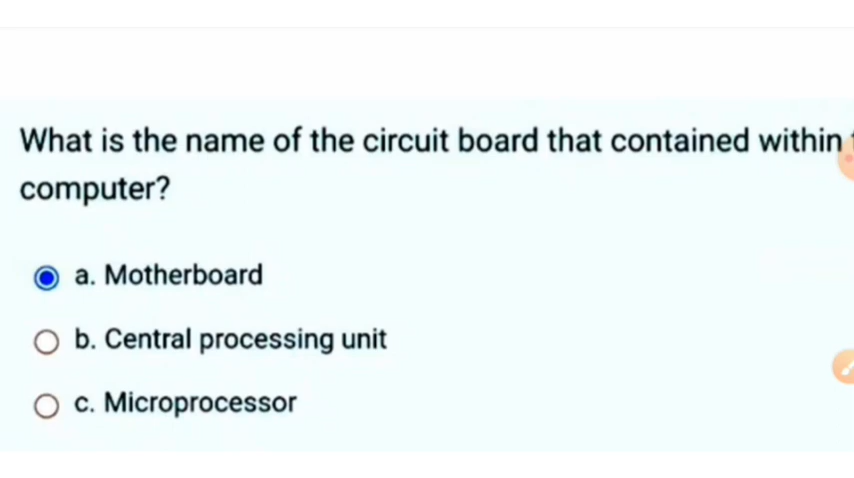 What is the name of the circuit board that contained within
computer?
a. Motherboard
b. Central processing unit
c. Microprocessor